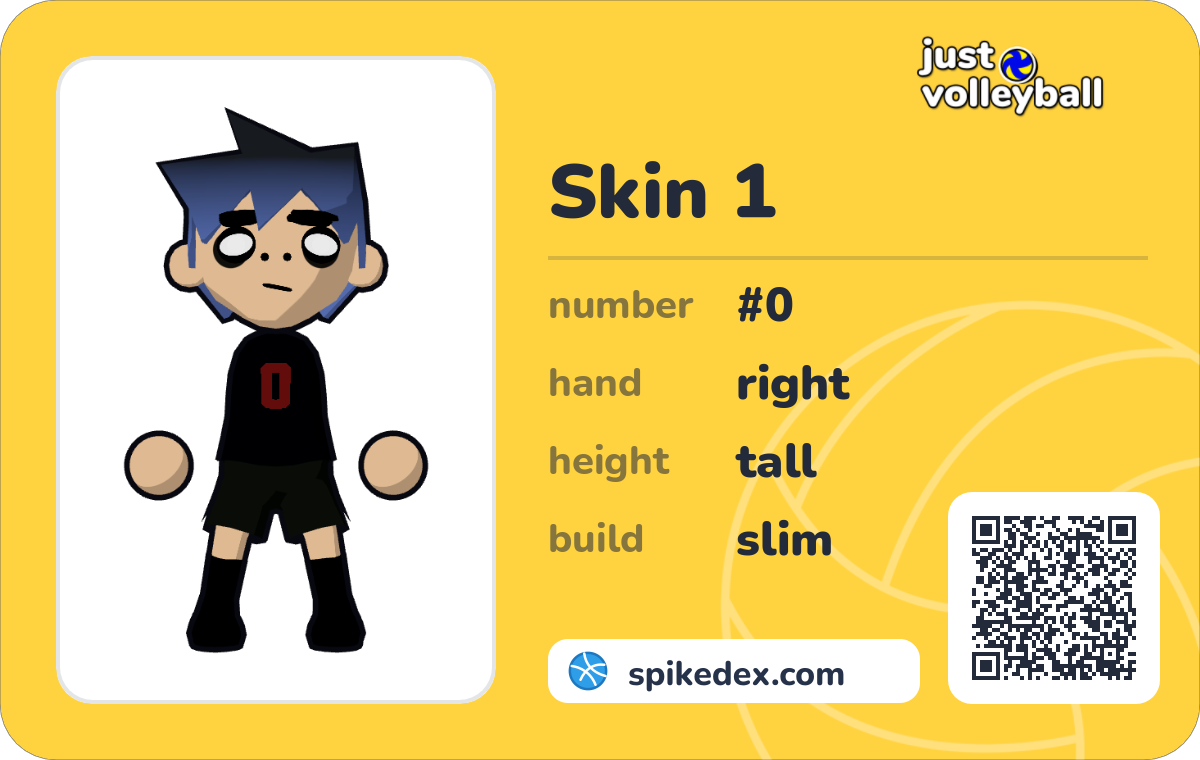 just
volleyball
Skin 1
number #0
hand right
height tall
build slim
0
spikedex.com